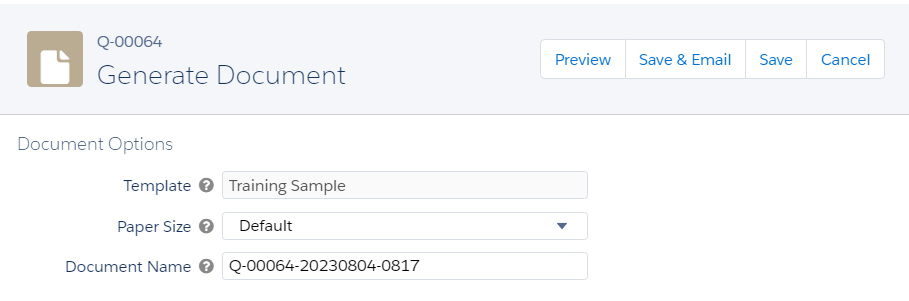 Q-00064
Generate Document
Preview Save & Email Save Cancel
Document Options
Template ? Training Sample
Paper Size ? Default
Document Name ? Q-00064-20230804-0817